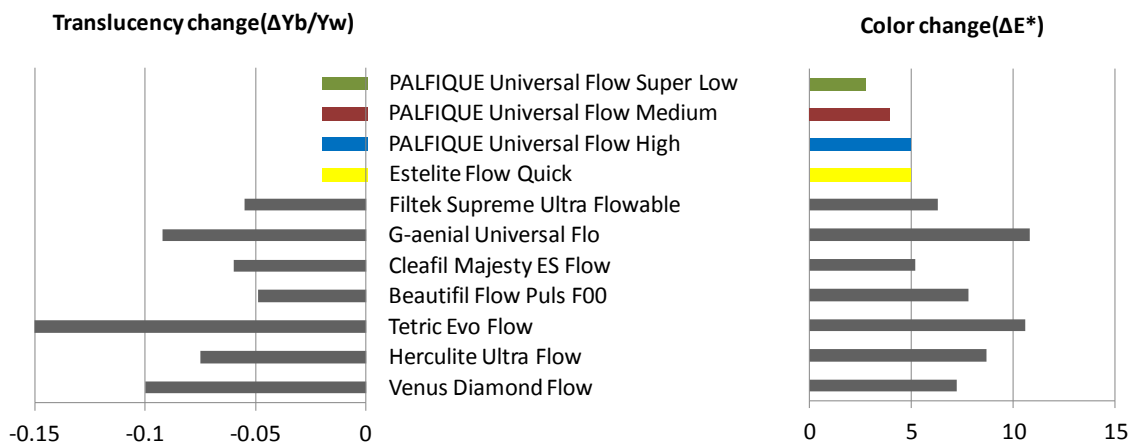 Translucency change(ΔYb/Yw)
Color change(ΔE*)
PALFIQUE Universal Flow Super Low
PALFIQUE Universal Flow Medium
PALFIQUE Universal Flow High
Estelite Flow Quick
Filtek Supreme Ultra Flowable
G-aenial Universal Flo
Cleafil Majesty ES Flow
Beautifil Flow Puls F00
Tetric Evo Flow
Herculite Ultra Flow
Venus Diamond Flow
-0.15 -0.1 -0.05 0
0 5 10 15